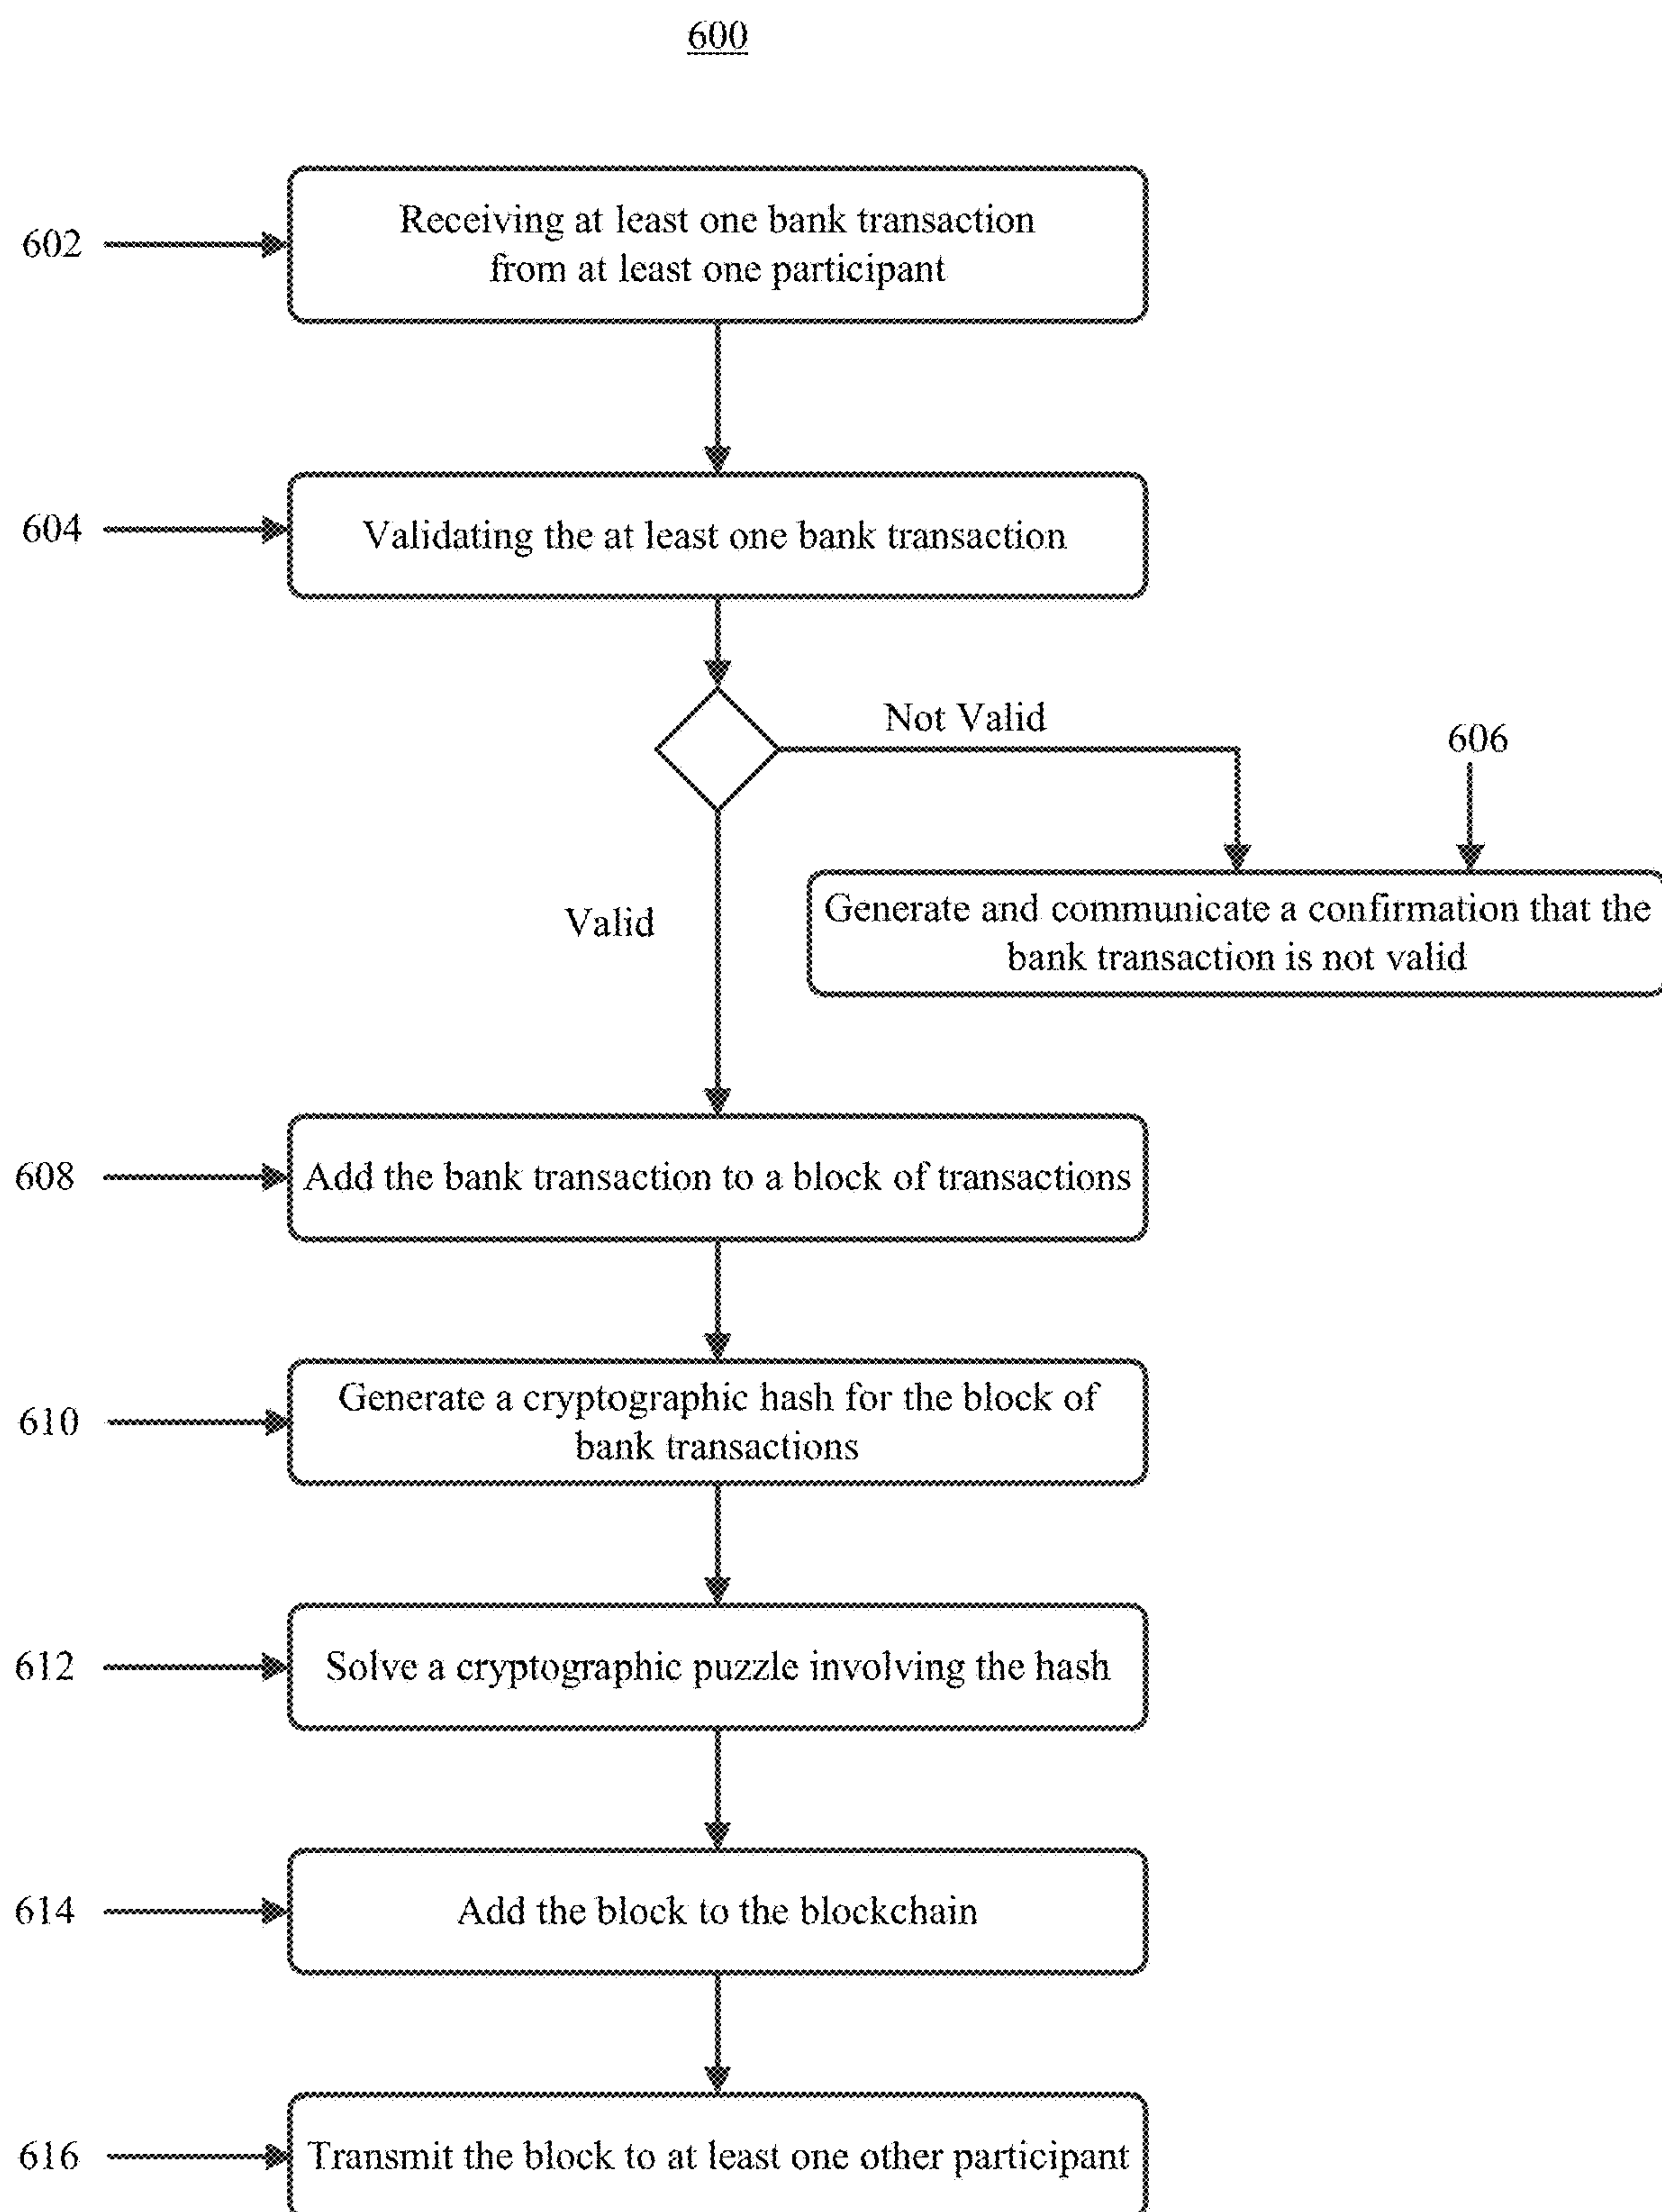 600
602
Receiving at least one bank transaction
from at least one participant
604
Validating the at least one bank transaction
Not Valid
606
Valid
Generate and communicate a confirmation that the
bank transaction is not valid
608
Add the bank transaction to a block of transactions
610
Generate a cryptographic hash for the block of
bank transactions
612
Solve a cryptographic puzzle involving the hash
614
Add the block to the blockchain
616
Transmit the block to at least one other participant